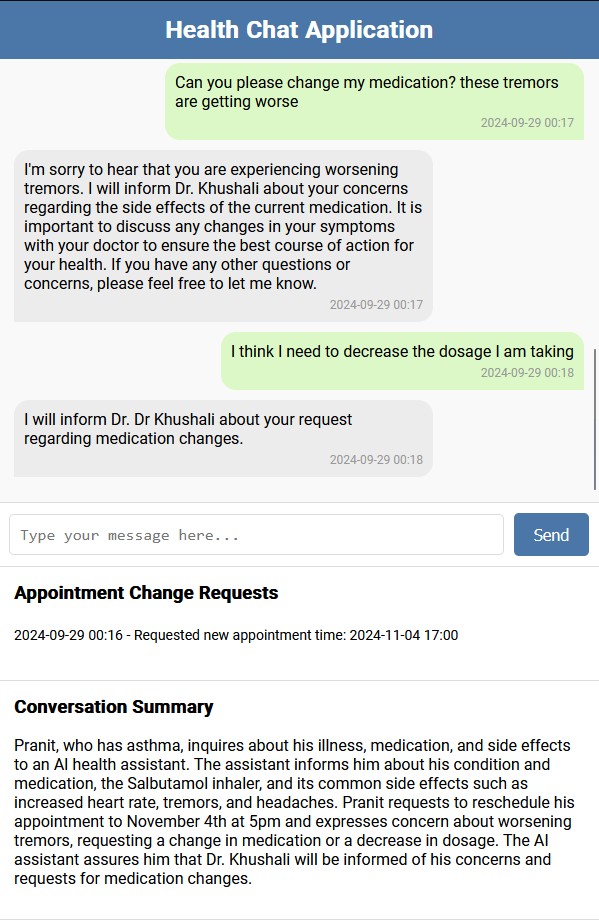 Health Chat Application
Can you please change my medication? these tremors
are getting worse
2024-09-29 00:17
I'm sorry to hear that you are experiencing worsening
tremors. I will inform Dr. Khushali about your concerns
regarding the side effects of the current medication. It is
important to discuss any changes in your symptoms
with your doctor to ensure the best course of action for
your health. If you have any other questions or
concerns, please feel free to let me know.
2024-09-29 00:17
I think I need to decrease the dosage I am taking
2024-09-29 00:18
I will inform Dr. Dr Khushali about your request
regarding medication changes.
2024-09-29 00:18
Type your message here...
Send
Appointment Change Requests
2024-09-29 00:16 - Requested new appointment time: 2024-11-04 17:00
Conversation Summary
Pranit, who has asthma, inquires about his illness, medication, and side effects
to an AI health assistant. The assistant informs him about his condition and
medication, the Salbutamol inhaler, and its common side effects such as
increased heart rate, tremors, and headaches. Pranit requests to reschedule his
appointment to November 4th at 5pm and expresses concern about worsening
tremors, requesting a change in medication or a decrease in dosage. The AI
assistant assures him that Dr. Khushali will be informed of his concerns and
requests for medication changes.